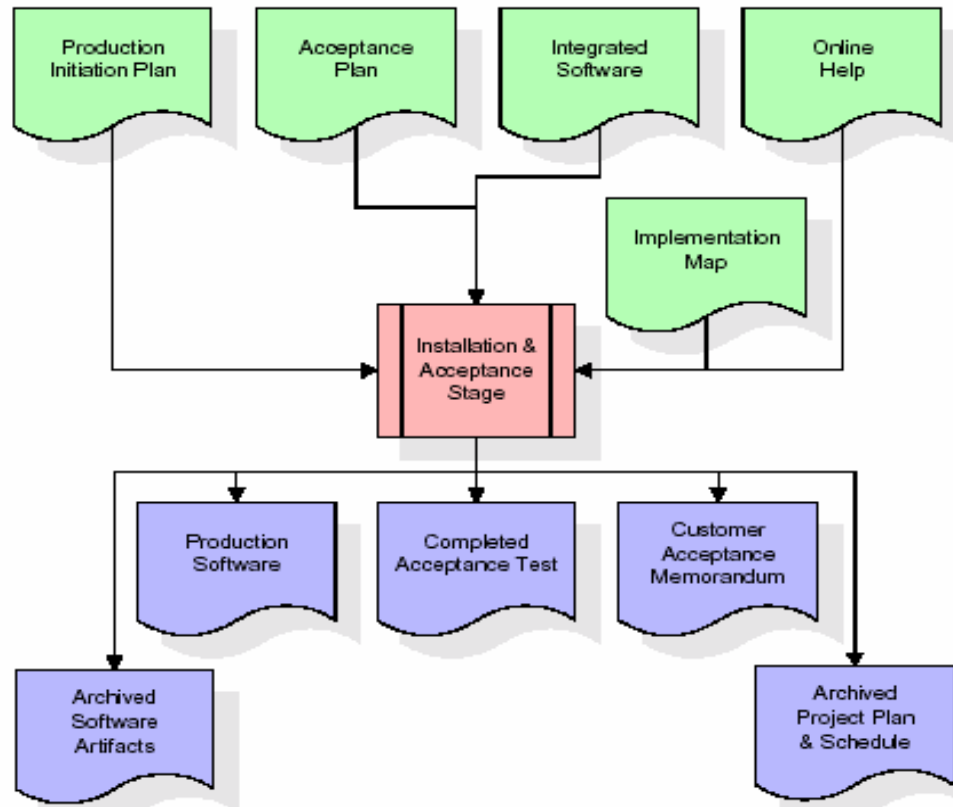 Production
Initiation Plan
Acceptance
Plan
Integrated
Software
Online
Help
Implementation
Map
Installation &
Acceptance
Stage
Production
Software
Completed
Acceptance Test
Customer
Acceptance
Memorandum
Archived
Software
Artifacts
Archived
Project Plan
& Schedule